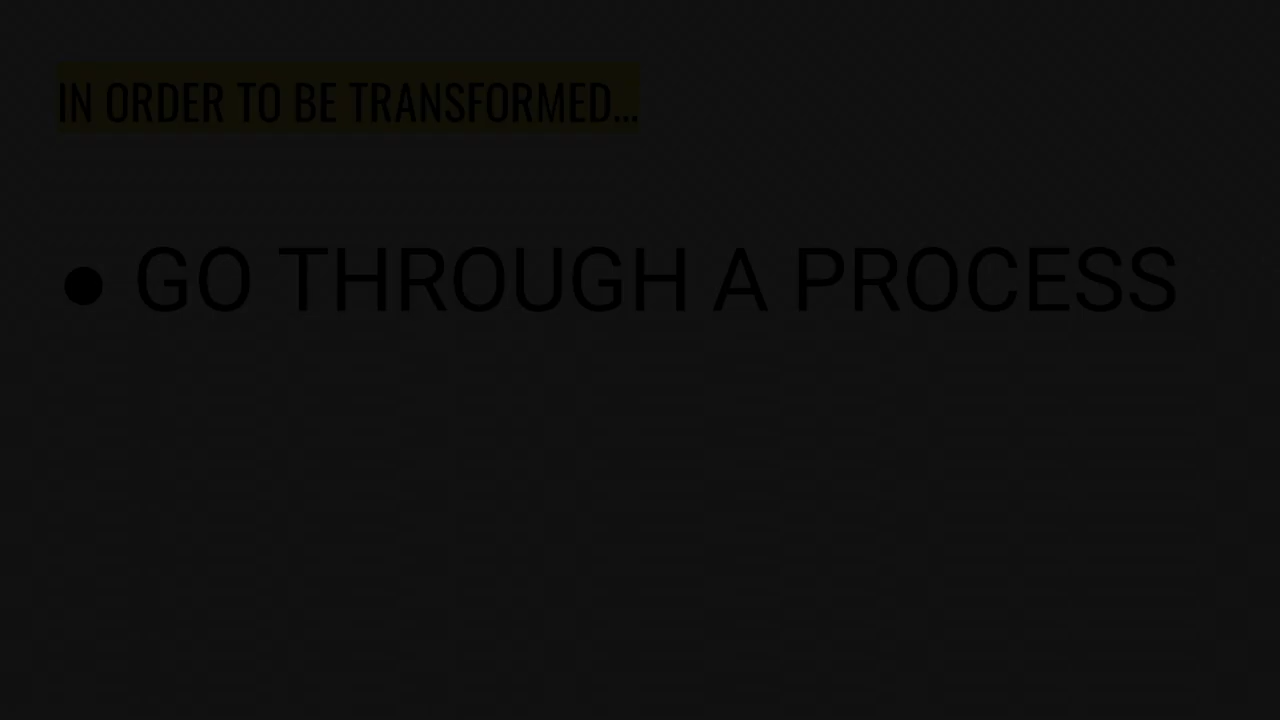 IN ORDER TO BE TRANSFORMED...
● GO THROUGH A PROCESS